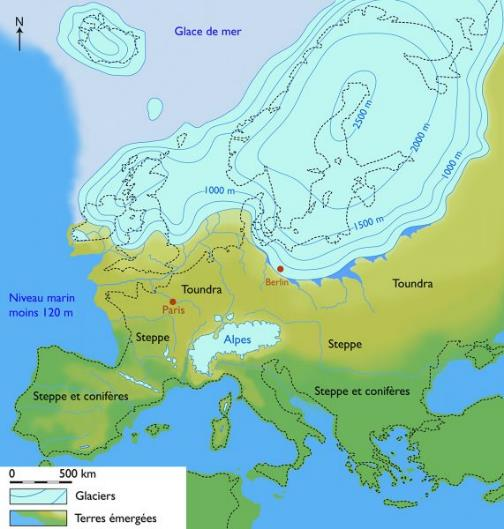 N
Glace de mer
2500 m
2000 m
1000 m
1000 m
1500 m
Berlin
Niveau marin
moins 120 m
Toundra
Toundra
Paris
Steppe
Alpes
Steppe
Steppe et conifères
Steppe et conifères
0 500 km
Glaciers
Terres émergées